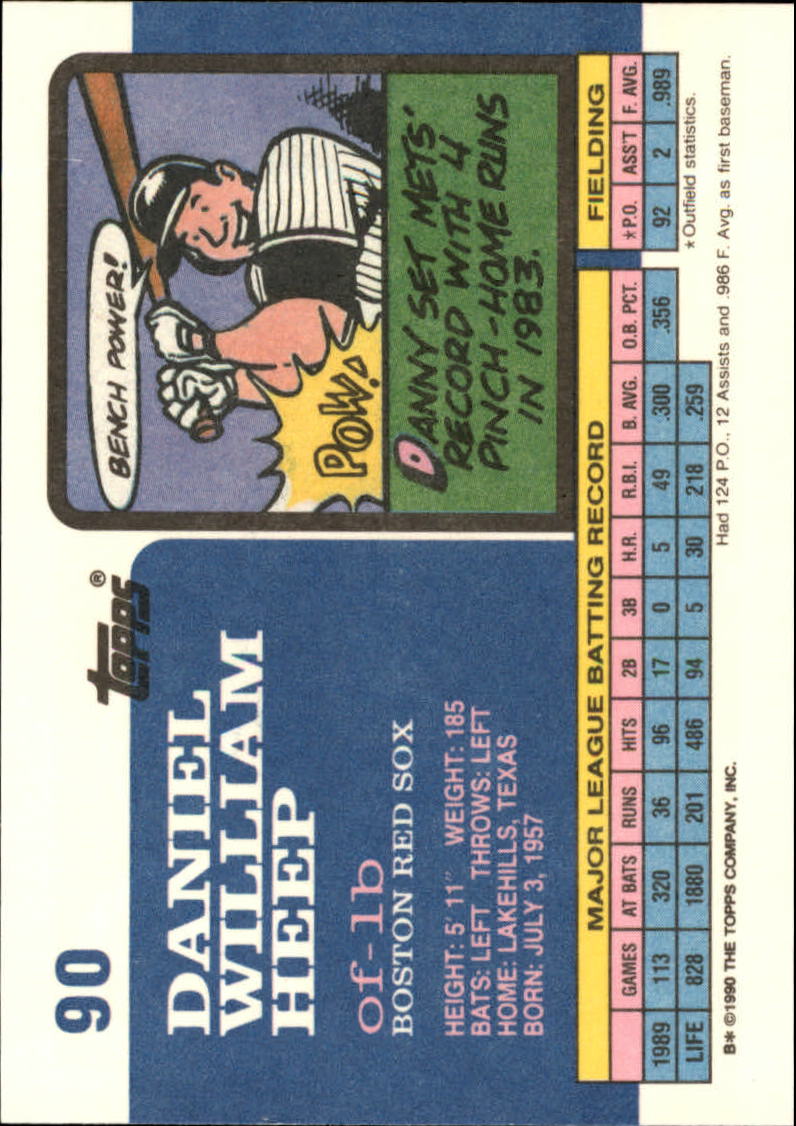 90
Topps®
DANIEL
WILLIAM
HEEP
of-1b
BOSTON RED SOX
HEIGHT: 5' 11" WEIGHT: 185
BATS: LEFT THROWS: LEFT
HOME: LAKEHILLS, TEXAS
BORN: JULY 3, 1957
BENCH POWER!
POW!
DANNY SET METS'
RECORD WITH 4
PINCH-HOME RUNS
IN 1983.
MAJOR LEAGUE BATTING RECORD FIELDING
GAMES AT BATS RUNS HITS 2B 3B H.R. R.B.I. B. AVG. O.B. PCT. *P.O. ASS'T F. AVG.
1989 113 320 36 96 17 0 5 49 .300 .356 92 2 .989
LIFE 828 1880 201 486 94 5 30 218 .259
*Outfield statistics.
Had 124 P.O., 12 Assists and .986 F. Avg. as first baseman.
B* ©1990 THE TOPPS COMPANY, INC.